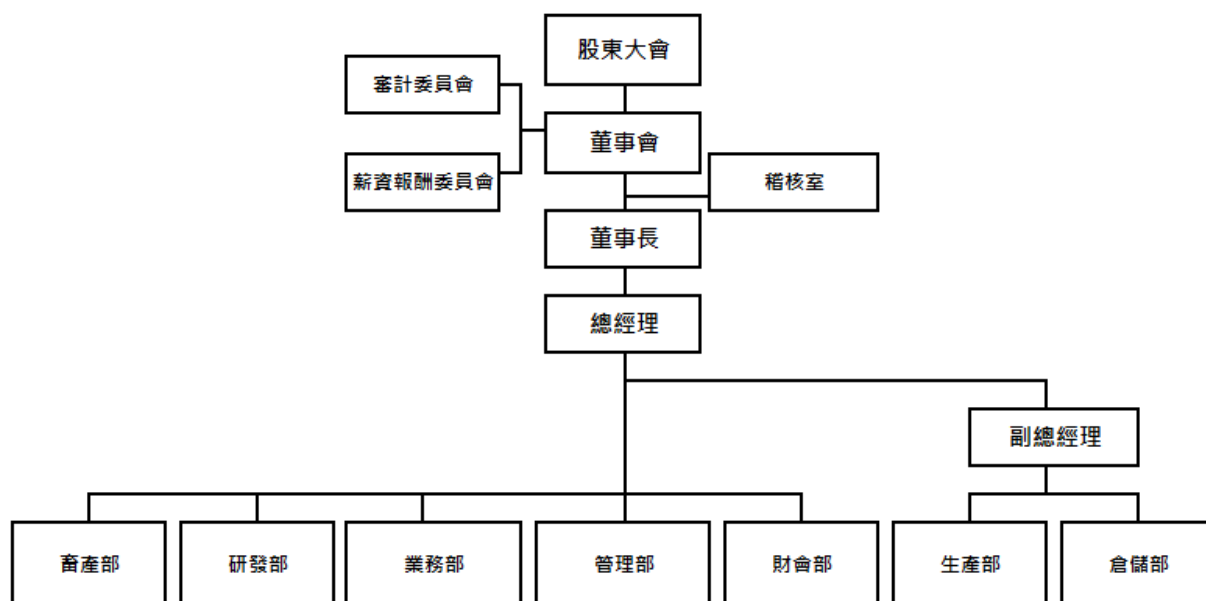 股東大會
審計委員會
董事會
薪資報酬委員會
稽核室
董事長
總經理
副總經理
畜產部
研發部
業務部
管理部
財會部
生產部
倉儲部